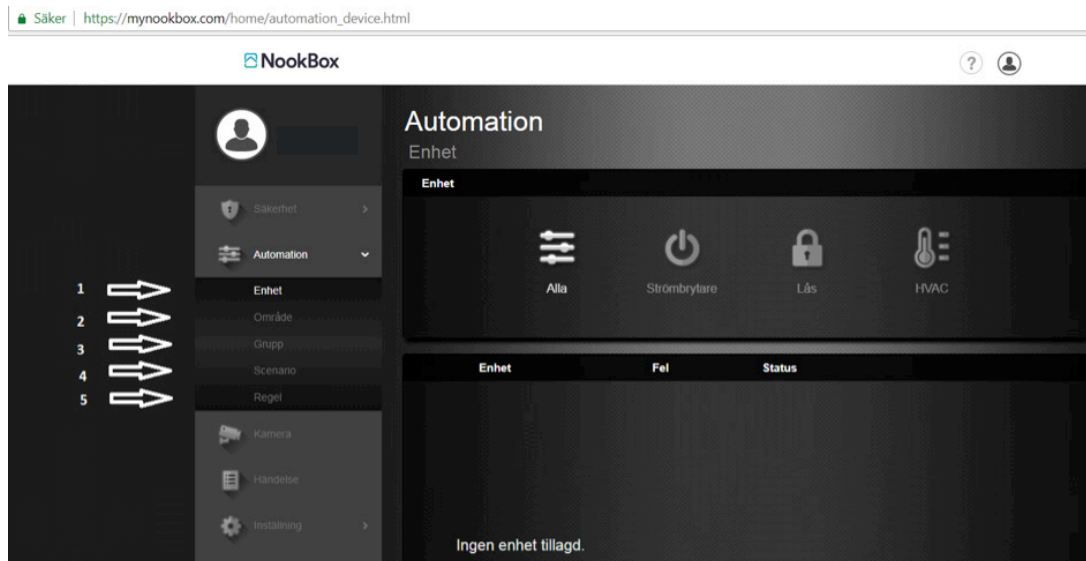 Säker | https://mynookbox.com/home/automation_device.html
NookBox
?
Automation
Enhet
Enhet
Säkerhet
Automation
Alla Strömbrytare Lås HVAC
1 Enhet
2 Område
3 Grupp
4 Scenario
5 Regel
Enhet Fel Status
Kamera
Händelse
Inställning
Ingen enhet tillagd.